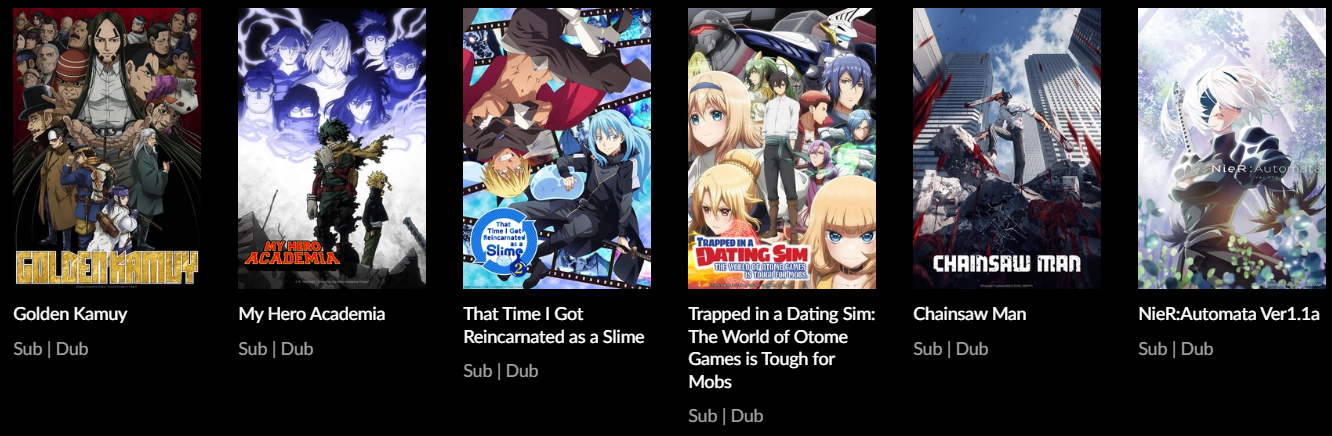 GOLDEN KAMUY
Golden Kamuy
Sub | Dub
MY HERO
ACADEMIA
My Hero Academia
Sub | Dub
That
Time I Got
Reincarnated
as a
Slime
2
That Time I Got
Reincarnated as a Slime
Sub | Dub
TRAPPED IN A
DATING SIM
THE WORLD OF OTOME GAMES
IS TOUGH FOR MOBS
Trapped in a Dating Sim:
The World of Otome
Games is Tough for
Mobs
Sub | Dub
CHAINSAW MAN
Chainsaw Man
Sub | Dub
NieR:Automata
NieR:Automata Ver1.1a
Sub | Dub